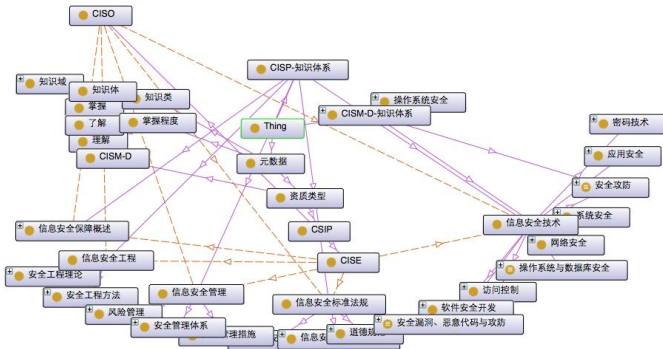 CISO
CISP-知识体系
知识域
知识体
知识类
操作系统安全
掌握
CISM-D-知识体系
了解
掌握程度
Thing
密码技术
理解
应用安全
CISM-D
元数据
安全攻防
资质类型
系统安全
信息安全保障概述
CSIP
信息安全技术
网络安全
信息安全工程
CISE
操作系统与数据库安全
安全工程理论
访问控制
安全工程方法
信息安全管理
信息安全标准法规
软件安全开发
风险管理
安全管理体系
管理措施
信息安
道德规
安全漏洞、恶意代码与攻防